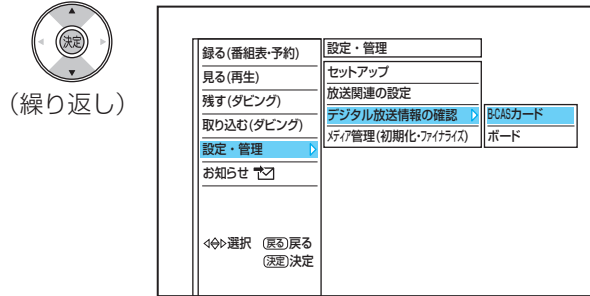 決定
(繰り返し)
録る(番組表・予約)
見る(再生)
残す(ダビング)
取り込む(ダビング)
設定・管理
お知らせ
選択 戻る戻る
決定決定
設定・管理
セットアップ
放送関連の設定
デジタル放送情報の確認
メディア管理(初期化・ファイナライズ)
B-CASカード
ボード